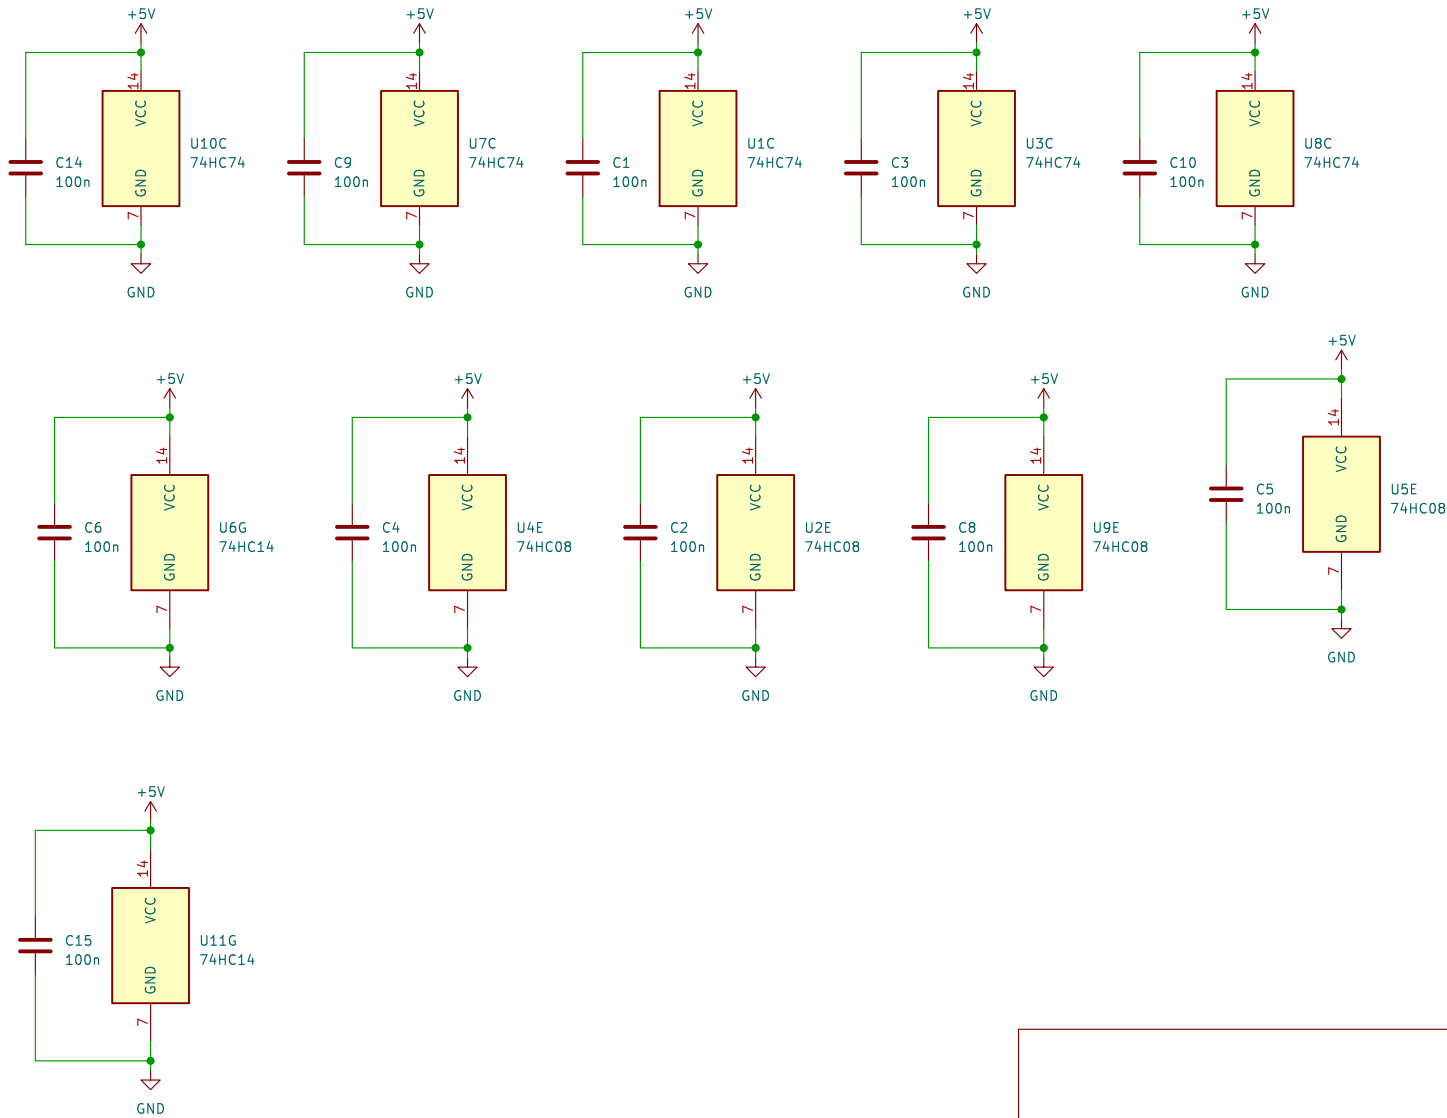 +5V
14
VCC
GND
7
C14
100n
U10C
74HC74
GND
+5V
14
VCC
GND
7
C9
100n
U7C
74HC74
GND
+5V
14
VCC
GND
7
C1
100n
U1C
74HC74
GND
+5V
14
VCC
GND
7
C3
100n
U3C
74HC74
GND
+5V
14
VCC
GND
7
C10
100n
U8C
74HC74
GND
+5V
14
VCC
GND
7
C6
100n
U6G
74HC14
GND
+5V
14
VCC
GND
7
C4
100n
U4E
74HC08
GND
+5V
14
VCC
GND
7
C2
100n
U2E
74HC08
GND
+5V
14
VCC
GND
7
C8
100n
U9E
74HC08
GND
+5V
14
VCC
GND
7
C5
100n
U5E
74HC08
GND
+5V
14
VCC
GND
7
C15
100n
U11G
74HC14
GND